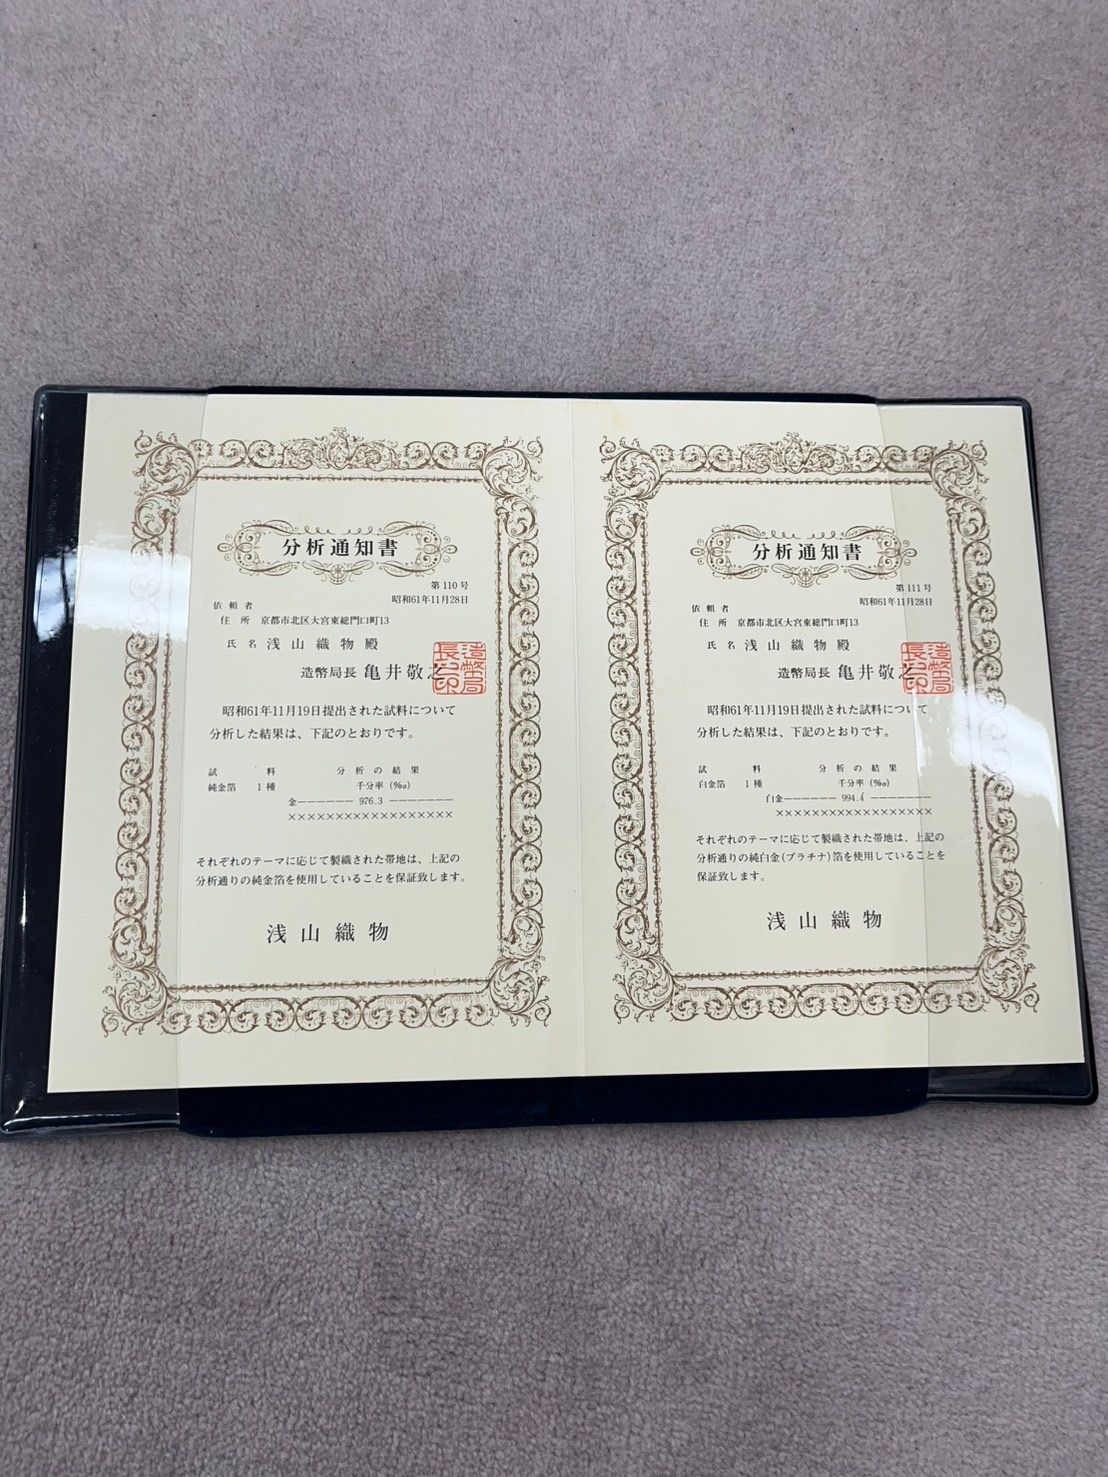 分析通知書
第110号
昭和61年11月28日
依頼者
住所 京都市北区大宮東総門口町13
氏名 浅山織物殿
造幣局長 亀井敬之
造幣局長之印
昭和61年11月19日提出された試料について
分析した結果は、下記のとおりです。
試料 分析の結果
純金箔 1種 千分率(‰)
金―――――― 976.3 ―――――――
×××××××××××××××××
それぞれのテーマに応じて製織された帯地は、上記の
分析通りの純金箔を使用していることを保証致します。
浅山織物
分析通知書
第111号
昭和61年11月28日
依頼者
住所 京都市北区大宮東総門口町13
氏名 浅山織物殿
造幣局長 亀井敬之
造幣局長之印
昭和61年11月19日提出された試料について
分析した結果は、下記のとおりです。
試料 分析の結果
白金箔 1種 千分率(‰)
白金―――――― 994.4 ―――――――
×××××××××××××××××
それぞれのテーマに応じて製織された帯地は、上記の
分析通りの純白金(プラチナ)箔を使用していることを
保証致します。
浅山織物